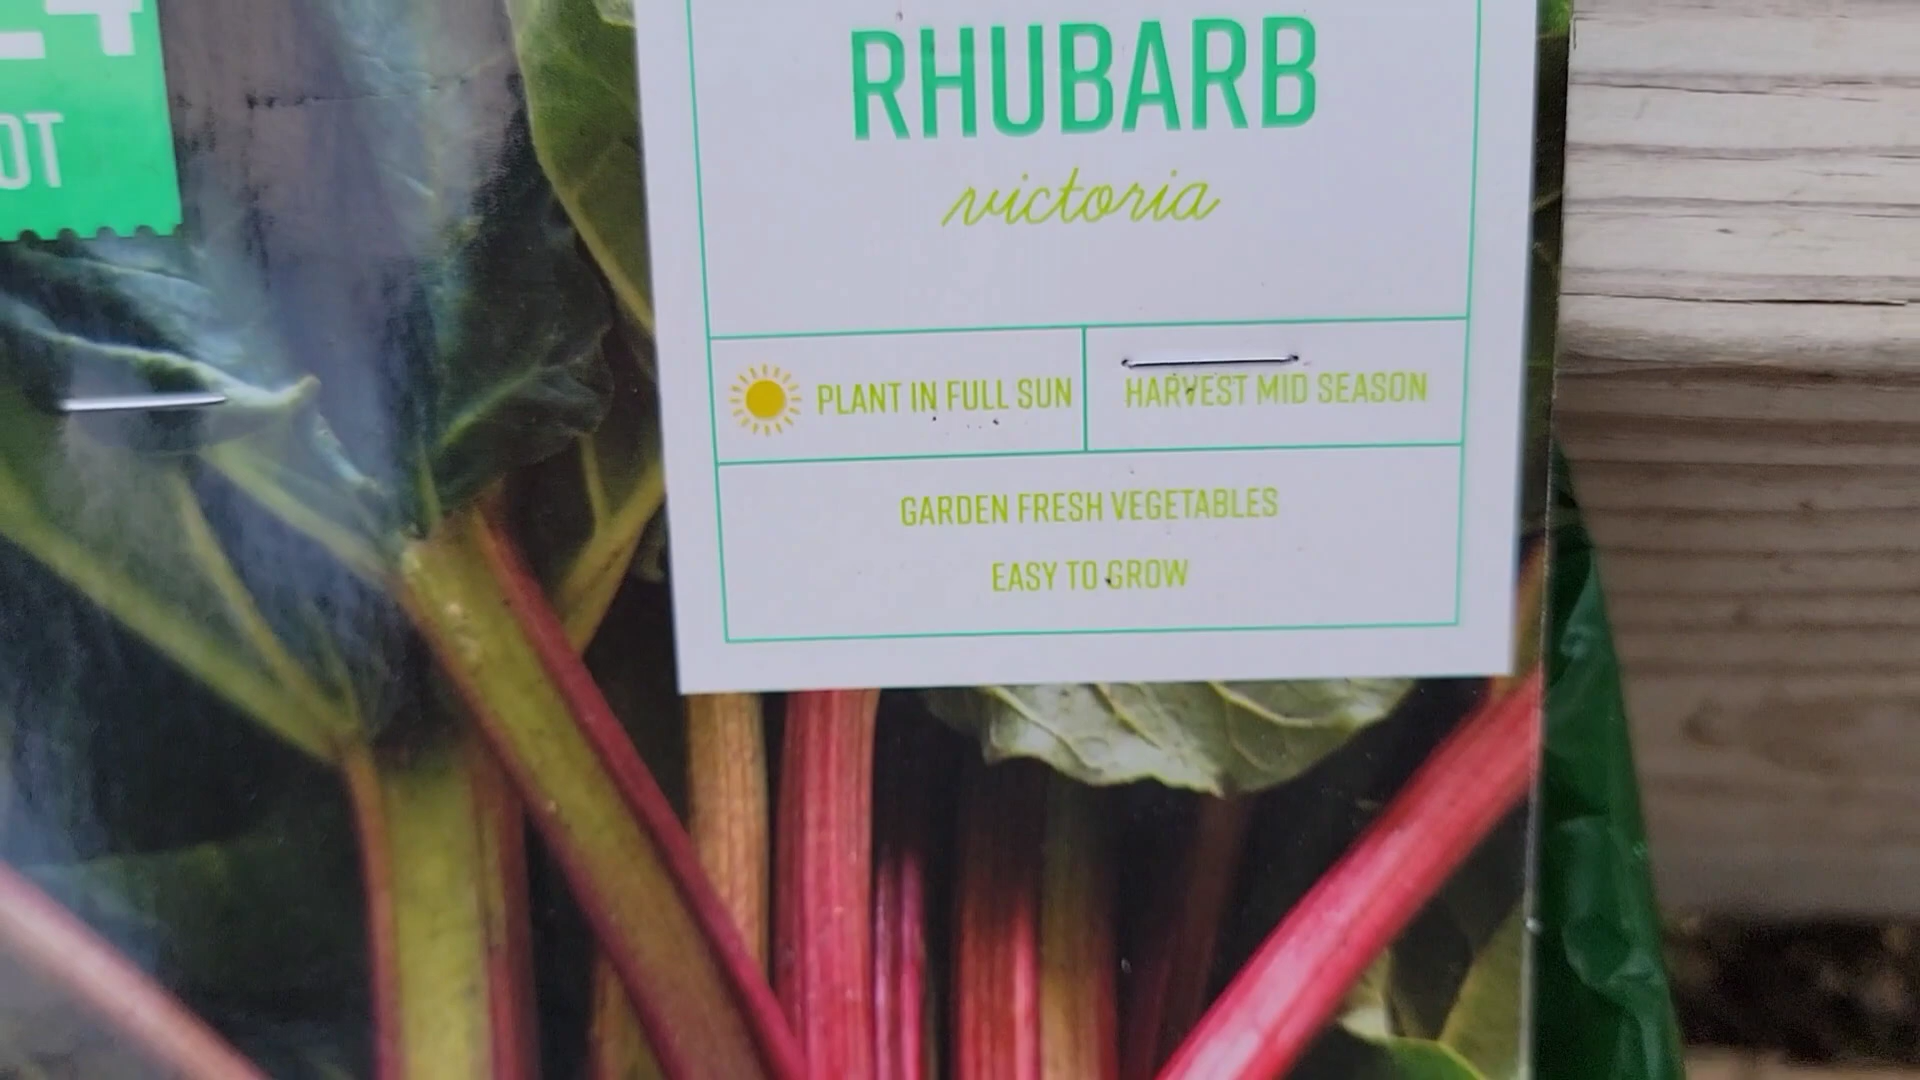 RHUBARB
victoria
PLANT IN FULL SUN
HARVEST MID SEASON
GARDEN FRESH VEGETABLES
EASY TO GROW